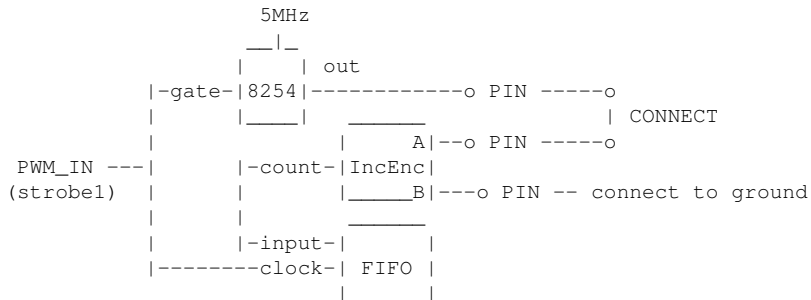 5MHz
out
gate 8254 PIN
CONNECT
A PIN
PWM_IN count IncEnc
(strobe1) B PIN -- connect to ground
input
clock FIFO